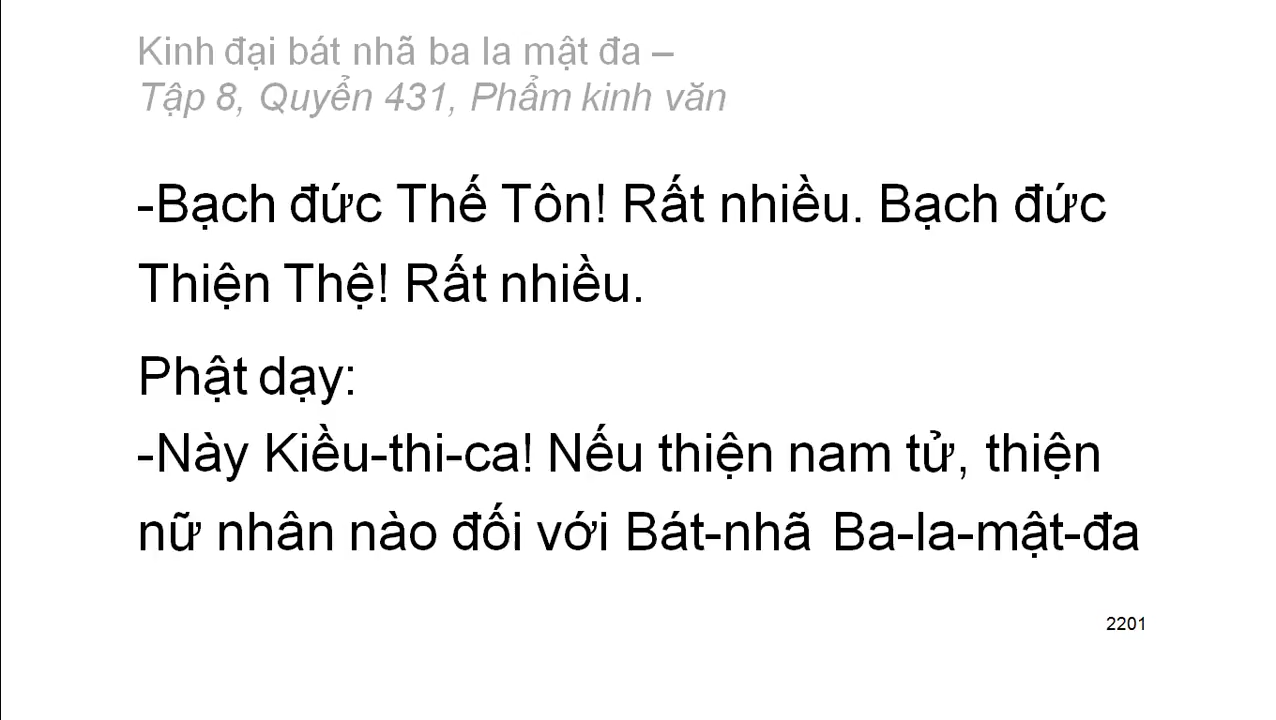 Kinh đại bát nhã ba la mật đa –
Tập 8, Quyển 431, Phẩm kinh văn
-Bạch đức Thế Tôn! Rất nhiều. Bạch đức
Thiện Thệ! Rất nhiều.
Phật dạy:
-Này Kiều-thi-ca! Nếu thiện nam tử, thiện
nữ nhân nào đối với Bát-nhã Ba-la-mật-đa
2201